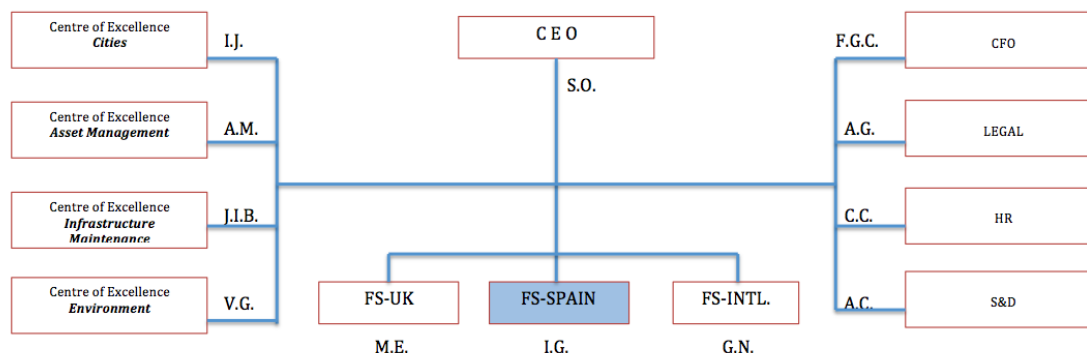 Centre of Excellence
Cities
I.J.
C E O
S.O.
F.G.C.
CFO
Centre of Excellence
Asset Management
A.M.
A.G.
LEGAL
Centre of Excellence
Infrastructure
Maintenance
J.I.B.
C.C.
HR
Centre of Excellence
Environment
V.G.
FS-UK
FS-SPAIN
FS-INTL.
A.C.
S&D
M.E.
I.G.
G.N.